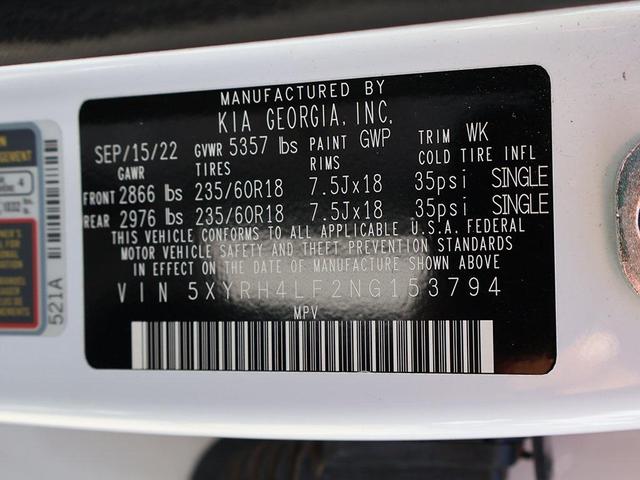 MANUFACTURED BY
KIA GEORGIA, INC.
SEP/15/22 GVWR 5357 lbs PAINT GWP TRIM WK
GAWR TIRES RIMS COLD TIRE INFL
FRONT 2866 lbs 235/60R18 7.5Jx18 35psi SINGLE
REAR 2976 lbs 235/60R18 7.5Jx18 35psi SINGLE
THIS VEHICLE CONFORMS TO ALL APPLICABLE U.S.A. FEDERAL
MOTOR VEHICLE SAFETY AND THEFT PREVENTION STANDARDS
IN EFFECT ON THE DATE OF MANUFACTURE SHOWN ABOVE
VIN 5XYRH4LF2NG153794
MPV
521A